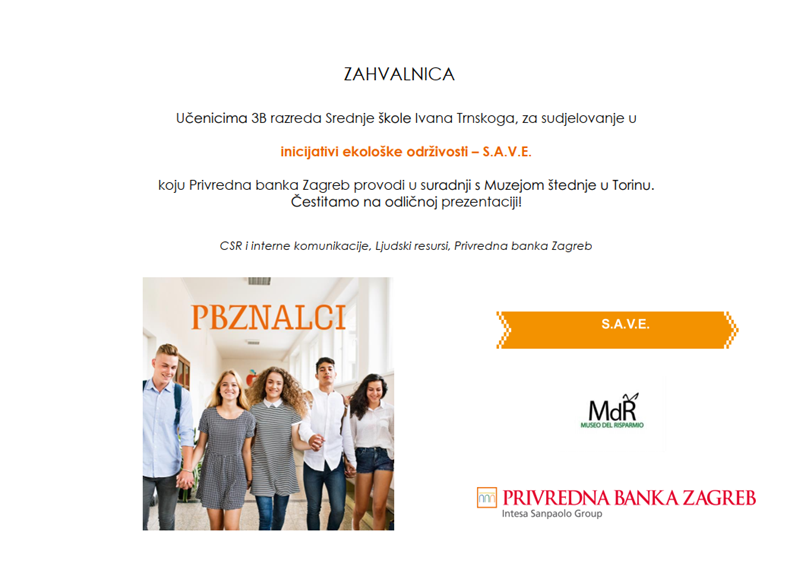 ZAHVALNICA
Učenicima 3B razreda Srednje škole Ivana Trnskoga, za sudjelovanje u
inicijativi ekološke održivosti – S.A.V.E.
koju Privredna banka Zagreb provodi u suradnji s Muzejom štednje u Torinu.
Čestitamo na odličnoj prezentaciji!
CSR i interne komunikacije, Ljudski resursi, Privredna banka Zagreb
PBZNALCI
S.A.V.E.
MdR
MUSEO DEL RISPARMIO
PRIVREDNA BANKA ZAGREB
Intesa Sanpaolo Group